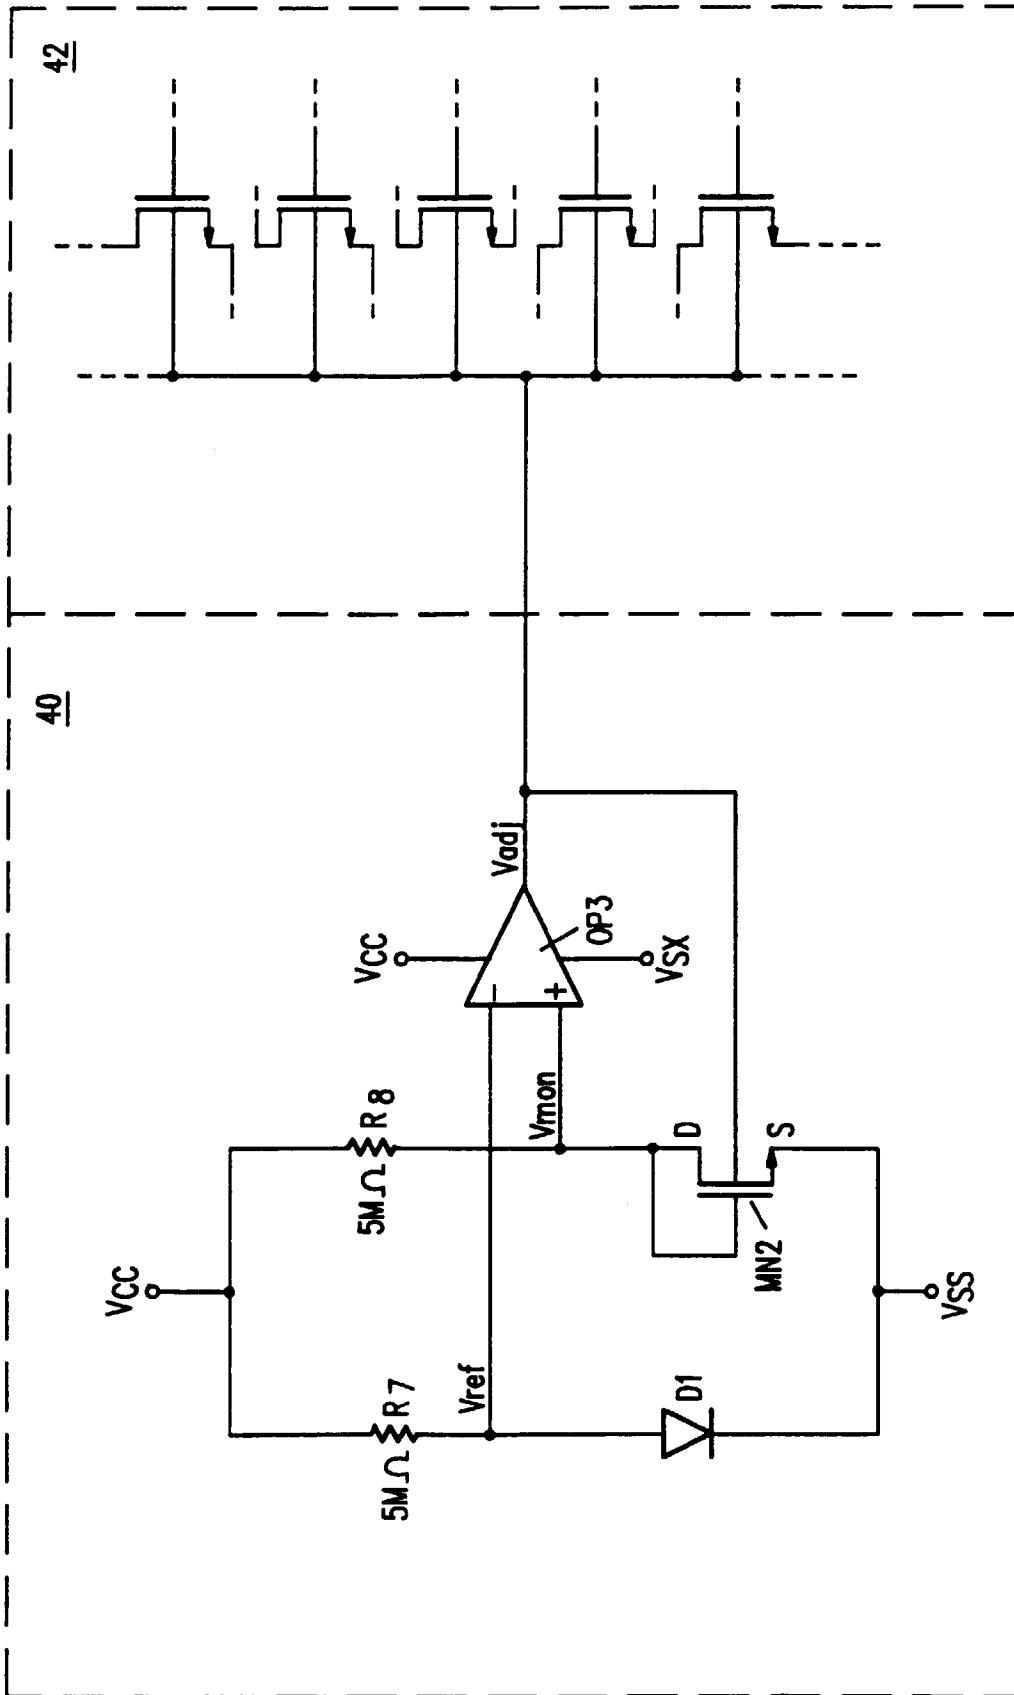 40
42
VCC
5MΩ
R7
5MΩ
R8
Vref
Vmon
VCC
−
+
OP3
VSX
Vadj
D1
D
S
MN2
VSS